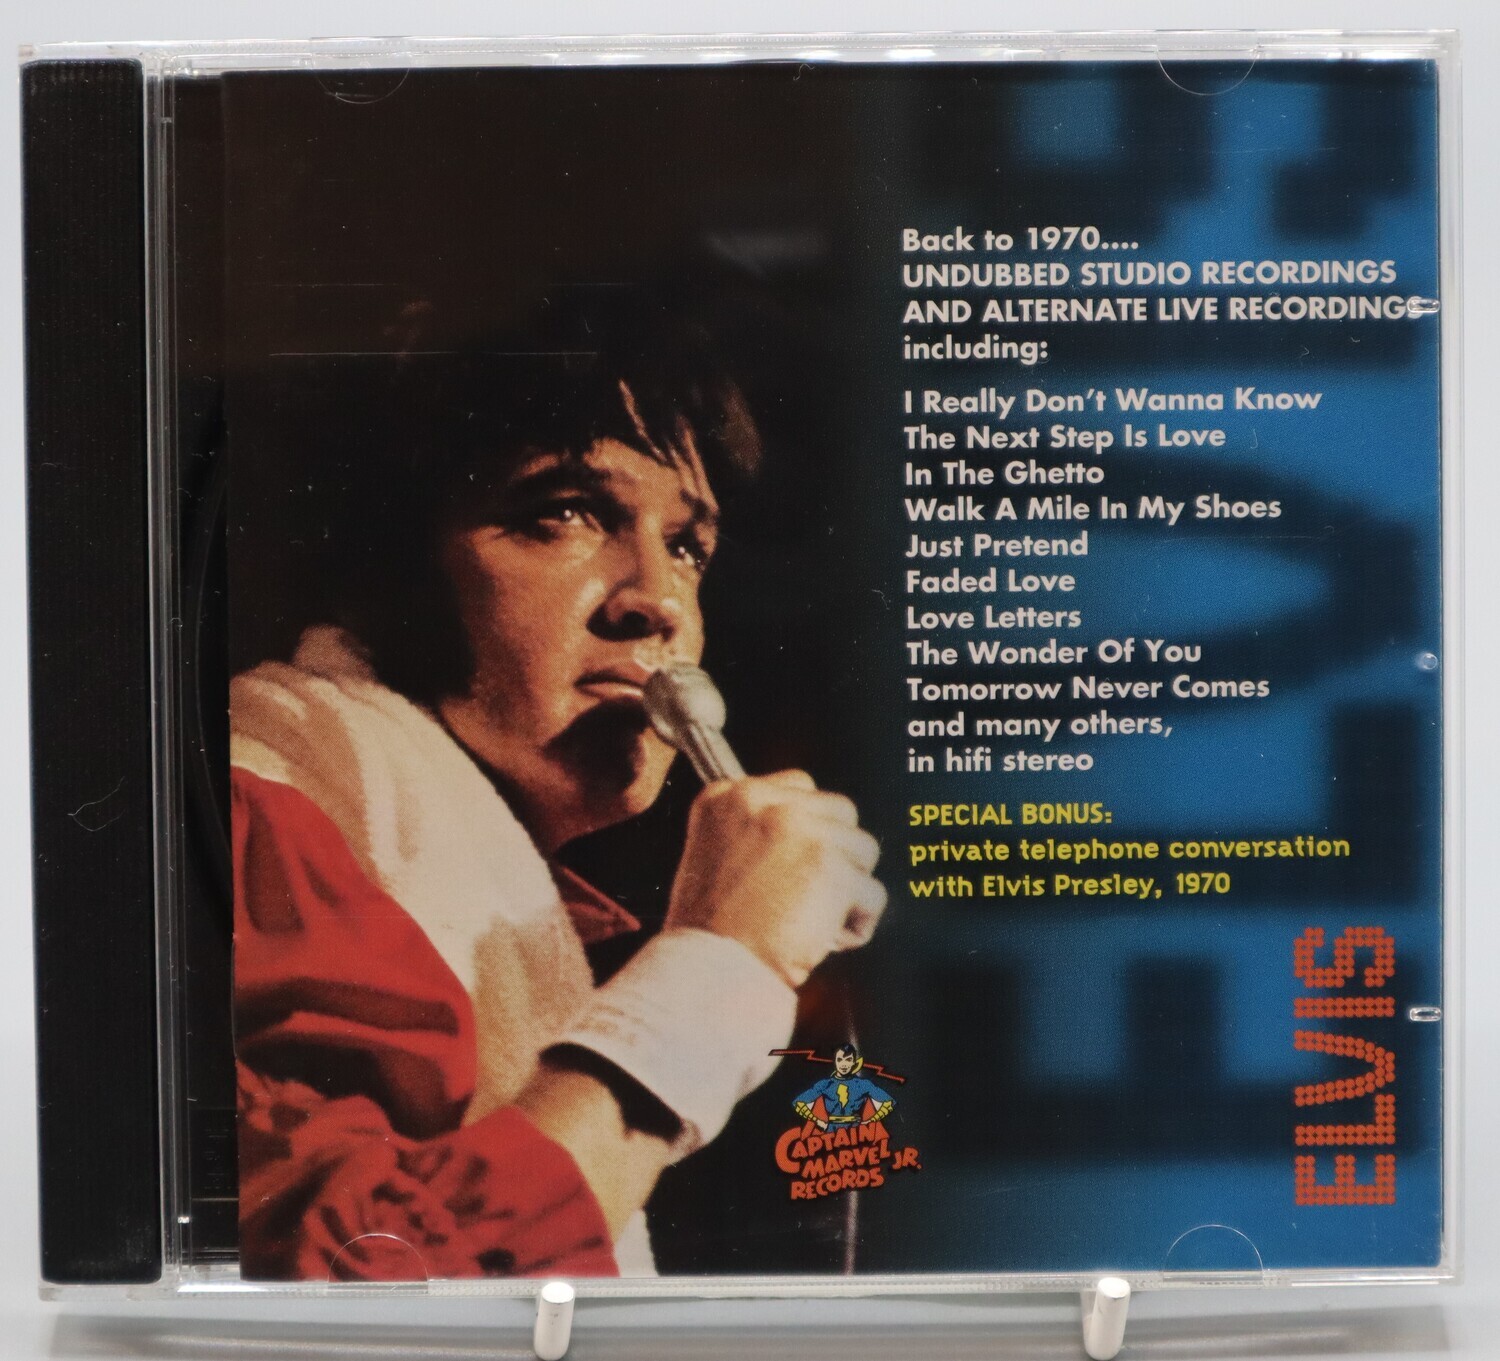 Back to 1970....
UNDUBBED STUDIO RECORDINGS
AND ALTERNATE LIVE RECORDINGS
including:
I Really Don't Wanna Know
The Next Step Is Love
In The Ghetto
Walk A Mile In My Shoes
Just Pretend
Faded Love
Love Letters
The Wonder Of You
Tomorrow Never Comes
and many others,
in hifi stereo
SPECIAL BONUS:
private telephone conversation
with Elvis Presley, 1970
ELVIS
ELVIS
CAPTAIN
MARVEL JR.
RECORDS